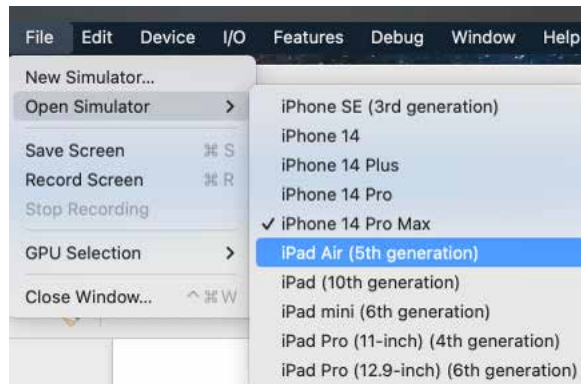 File Edit Device I/O Features Debug Window Help
New Simulator...
Open Simulator >
Save Screen ⌘ S
Record Screen ⌘ R
Stop Recording
GPU Selection >
Close Window... ^ ⌘ W
iPhone SE (3rd generation)
iPhone 14
iPhone 14 Plus
iPhone 14 Pro
✓ iPhone 14 Pro Max
iPad Air (5th generation)
iPad (10th generation)
iPad mini (6th generation)
iPad Pro (11-inch) (4th generation)
iPad Pro (12.9-inch) (6th generation)